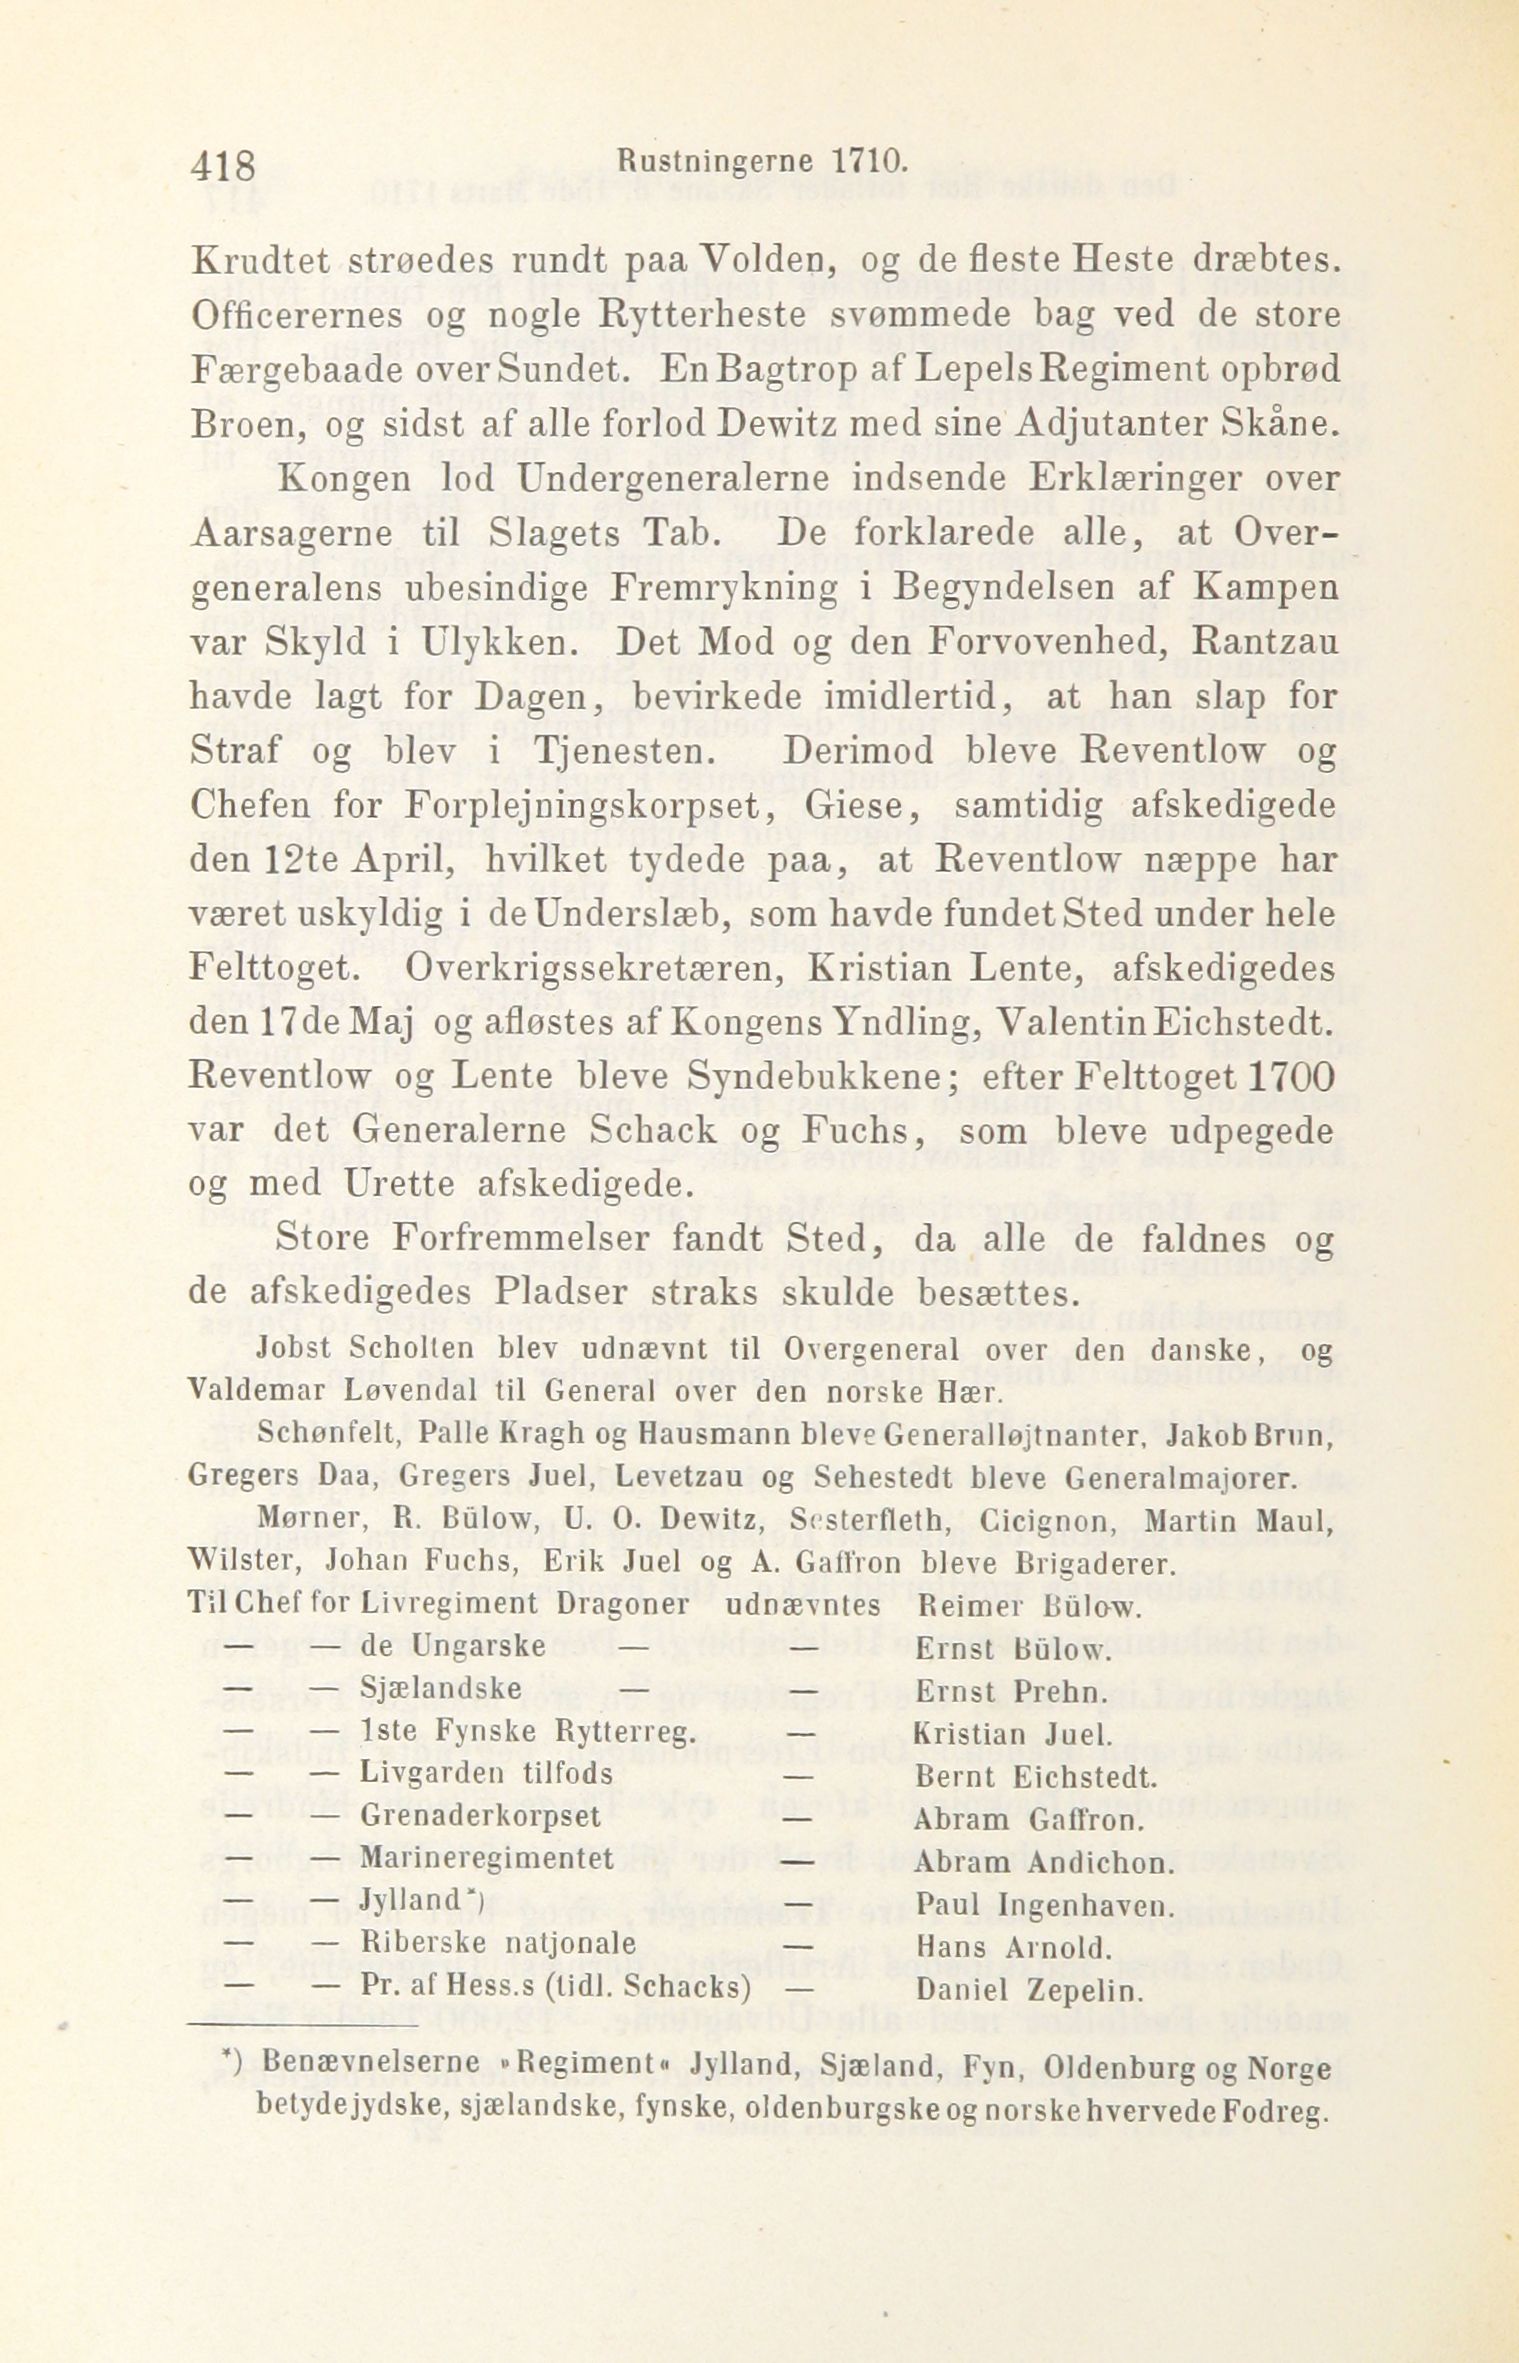 418
Rustningerne 1710.
Krudtet strøedes rundt paa Volden, og de fleste Heste dræbtes.
Officerernes og nogle Rytterheste svømmede bag ved de store
Færgebaade over Sundet. En Bagtrop af Lepels Regiment opbrød
Broen, og sidst af alle forlod Dewitz med sine Adjutanter Skåne.
Kongen lod Undergeneralerne indsende Erklæringer over
Aarsagerne til Slagets Tab. De forklarede alle, at Over-
generalens ubesindige Fremrykning i Begyndelsen af Kampen
var Skyld i Ulykken. Det Mod og den Forvovenhed, Rantzau
havde lagt for Dagen, bevirkede imidlertid, at han slap for
Straf og blev i Tjenesten. Derimod bleve Reventlow og
Chefen for Forplejningskorpset, Giese, samtidig afskedigede
den 12te April, hvilket tydede paa, at Reventlow næppe har
været uskyldig i de Underslæb, som havde fundet Sted under hele
Felttoget. Overkrigssekretæren, Kristian Lente, afskedigedes
den 17de Maj og afløstes af Kongens Yndling, Valentin Eichstedt.
Reventlow og Lente bleve Syndebukkene; efter Felttoget 1700
var det Generalerne Schack og Fuchs, som bleve udpegede
og med Urette afskedigede.
Store Forfremmelser fandt Sted, da alle de faldnes og
de afskedigedes Pladser straks skulde besættes.
Jobst Scholten blev udnævnt til Overgeneral over den danske, og
Valdemar Løvendal til General over den norske Hær.
Schønfelt, Palle Kragh og Hausmann bleve Generalløjtnanter, Jakob Brun,
Gregers Daa, Gregers Juel, Levetzau og Sehestedt bleve Generalmajorer.
Mørner, R. Bülow, U. O. Dewitz, Sesterfleth, Cicignon, Martin Maul,
Wilster, Johan Fuchs, Erik Juel og A. Gaffron bleve Brigaderer.
Til Chef for Livregiment Dragoner udnævntes Reimer Bülow.
— — de Ungarske — — Ernst Bülow.
— — Sjælandske — — Ernst Prehn.
— — 1ste Fynske Rytterreg. — Kristian Juel.
— — Livgarden tilfods — Bernt Eichstedt.
— — Grenaderkorpset — Abram Gaffron.
— — Marineregimentet — Abram Andichon.
— — Jylland*) — Paul Ingenhaven.
— — Riberske natjonale — Hans Arnold.
— — Pr. af Hess.s (tidl. Schacks) — Daniel Zepelin.
*) Benævnelserne »Regiment« Jylland, Sjæland, Fyn, Oldenburg og Norge
betyde jydske, sjælandske, fynske, oldenburgske og norske hvervede Fodreg.